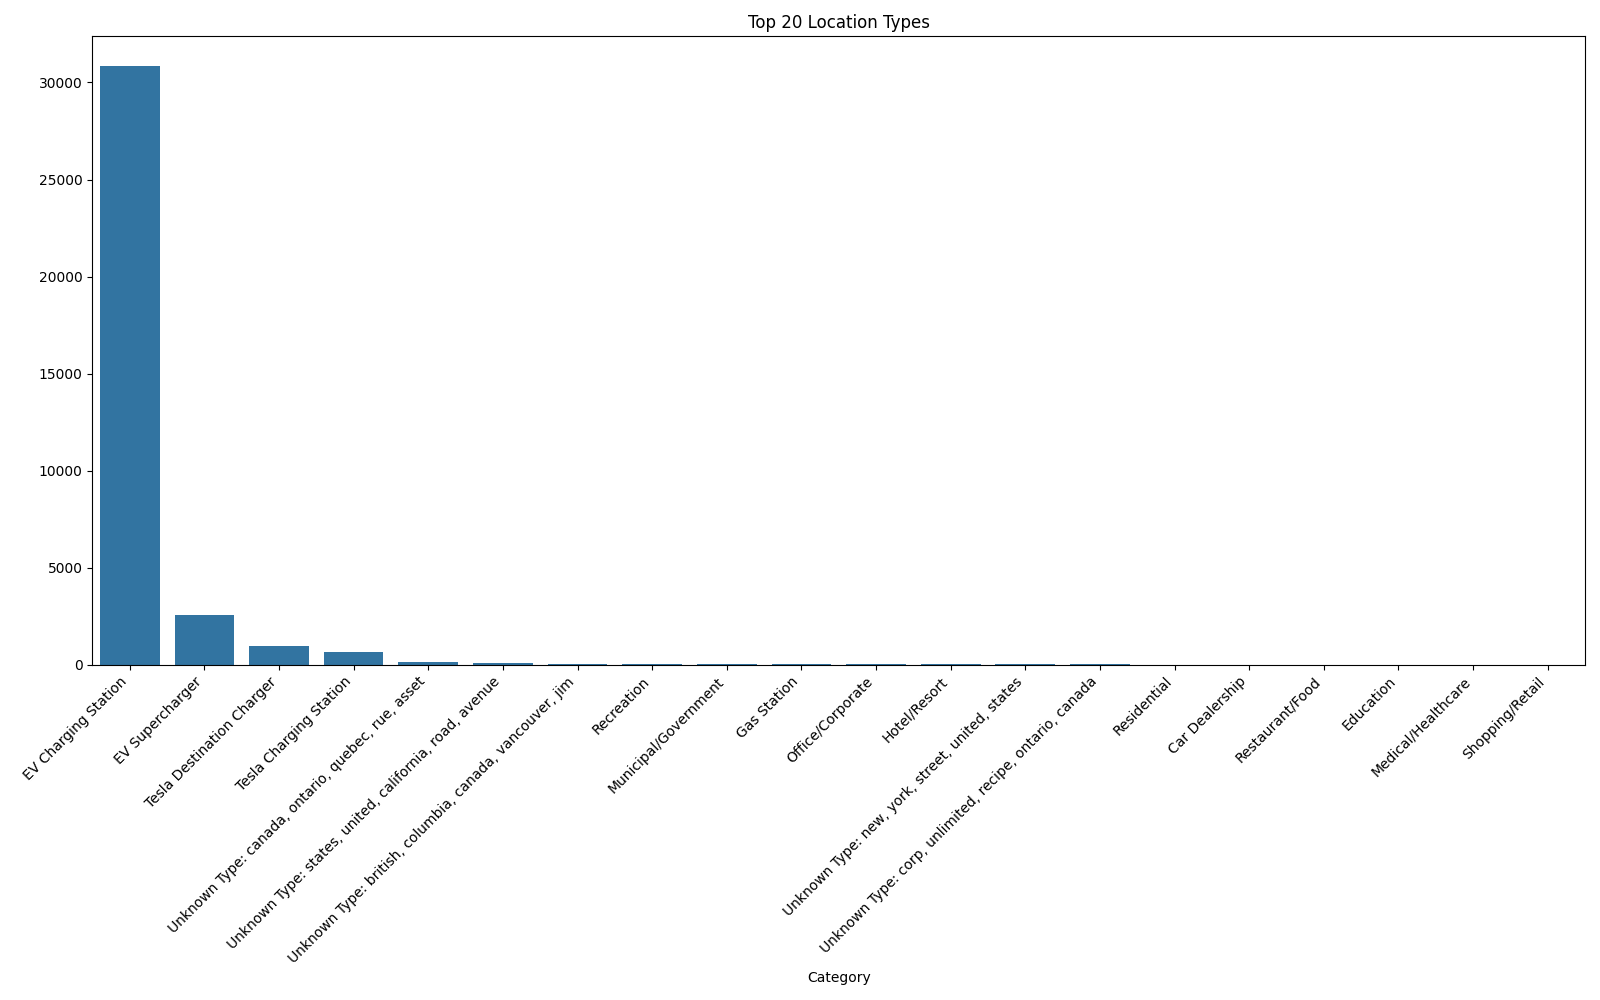 Top 20 Location Types
30000
25000
20000
15000
10000
5000
0
EV Charging Station
EV Supercharger
Tesla Destination Charger
Tesla Charging Station
Unknown Type: canada, ontario, quebec, rue, asset
Unknown Type: states, united, california, road, avenue
Unknown Type: british, columbia, canada, vancouver, jim
Recreation
Municipal/Government
Gas Station
Office/Corporate
Hotel/Resort
Unknown Type: new, york, street, united, states
Unknown Type: corp, unlimited, recipe, ontario, canada
Residential
Car Dealership
Restaurant/Food
Education
Medical/Healthcare
Shopping/Retail
Category